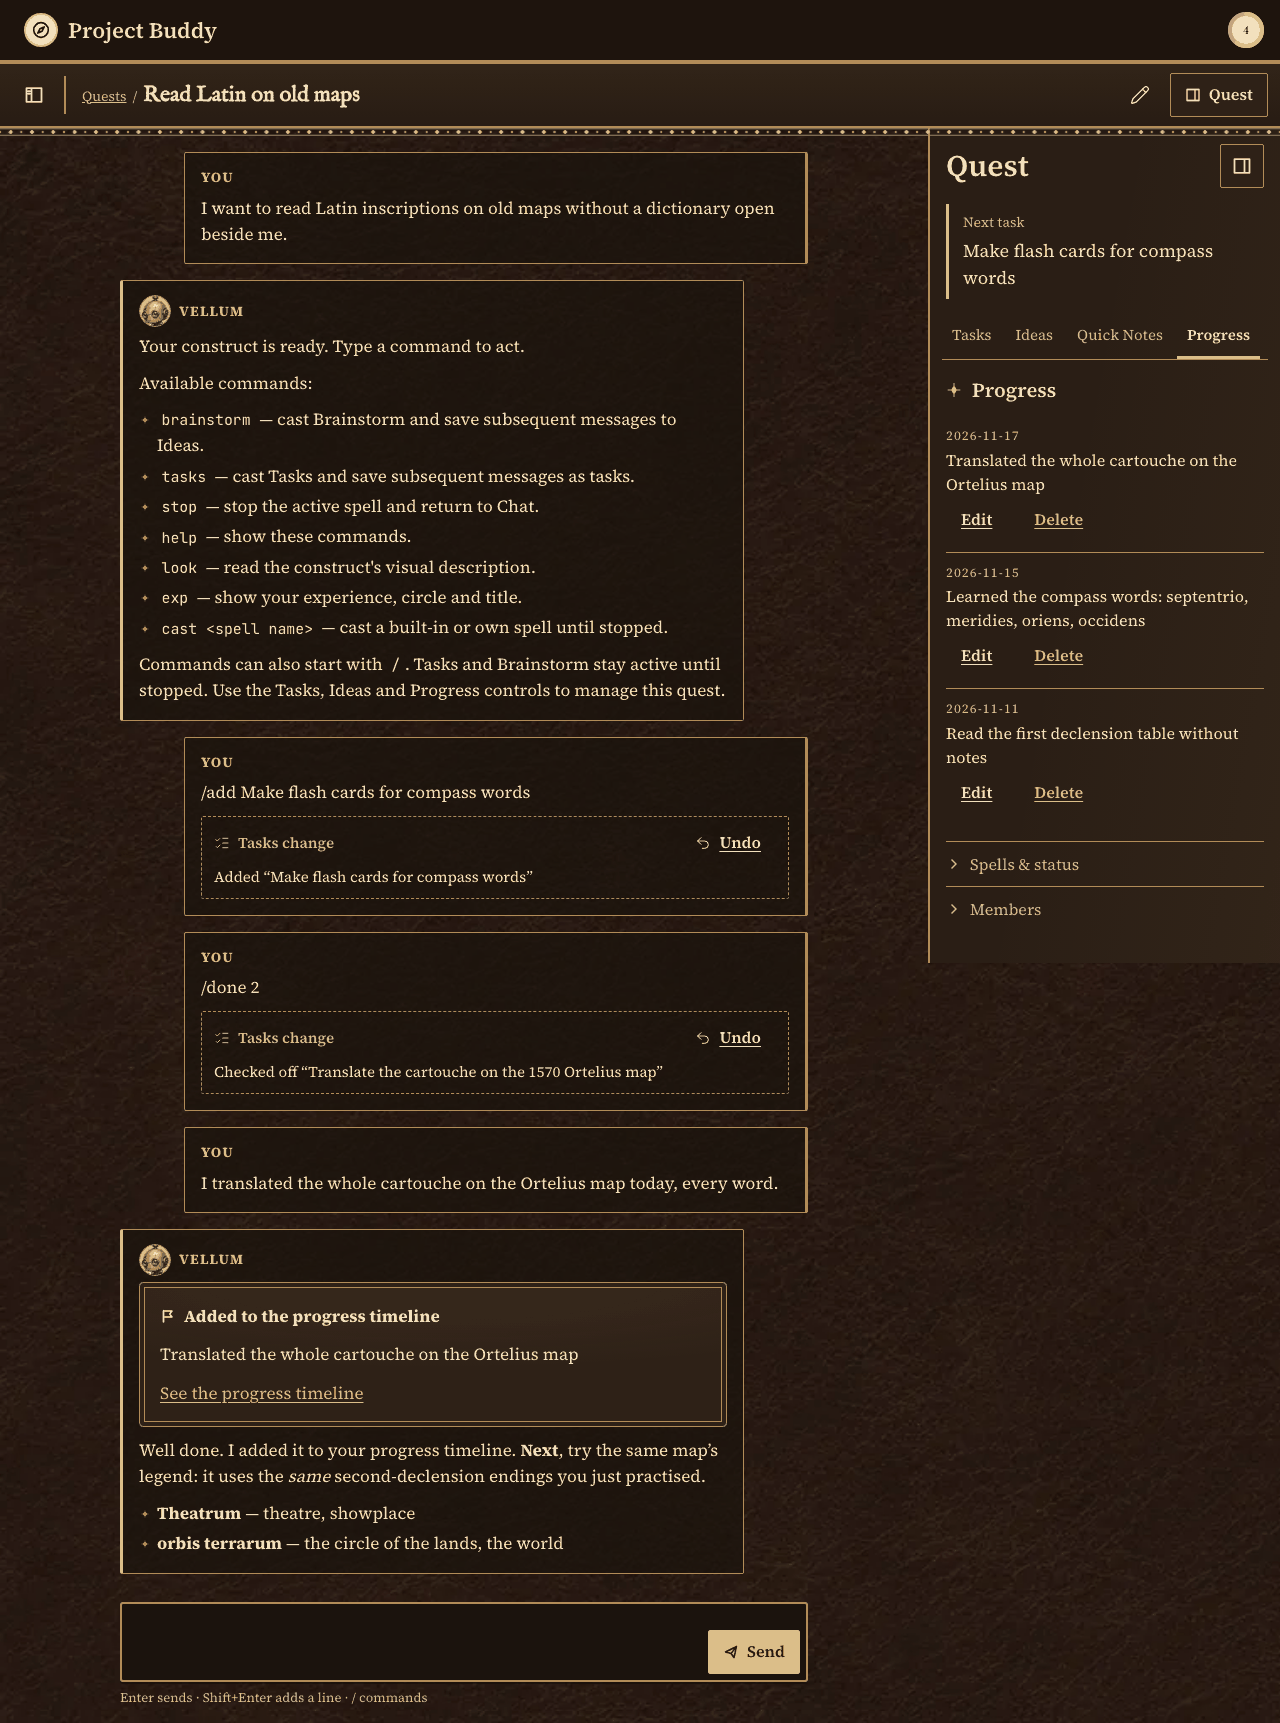 Project Buddy
4
Quests / Read Latin on old maps
Quest
YOU
I want to read Latin inscriptions on old maps without a dictionary open
beside me.
VELLUM
Your construct is ready. Type a command to act.
Available commands:
brainstorm — cast Brainstorm and save subsequent messages to
Ideas.
tasks — cast Tasks and save subsequent messages as tasks.
stop — stop the active spell and return to Chat.
help — show these commands.
look — read the construct's visual description.
exp — show your experience, circle and title.
cast <spell name> — cast a built-in or own spell until stopped.
Commands can also start with / . Tasks and Brainstorm stay active until
stopped. Use the Tasks, Ideas and Progress controls to manage this quest.
YOU
/add Make flash cards for compass words
Tasks change
Undo
Added “Make flash cards for compass words”
YOU
/done 2
Tasks change
Undo
Checked off “Translate the cartouche on the 1570 Ortelius map”
YOU
I translated the whole cartouche on the Ortelius map today, every word.
VELLUM
Added to the progress timeline
Translated the whole cartouche on the Ortelius map
See the progress timeline
Well done. I added it to your progress timeline. Next, try the same map’s
legend: it uses the same second-declension endings you just practised.
Theatrum — theatre, showplace
orbis terrarum — the circle of the lands, the world
Send
Enter sends · Shift+Enter adds a line · / commands
Quest
Next task
Make flash cards for compass
words
Tasks
Ideas
Quick Notes
Progress
Progress
2026-11-17
Translated the whole cartouche on the
Ortelius map
Edit
Delete
2026-11-15
Learned the compass words: septentrio,
meridies, oriens, occidens
Edit
Delete
2026-11-11
Read the first declension table without
notes
Edit
Delete
Spells & status
Members